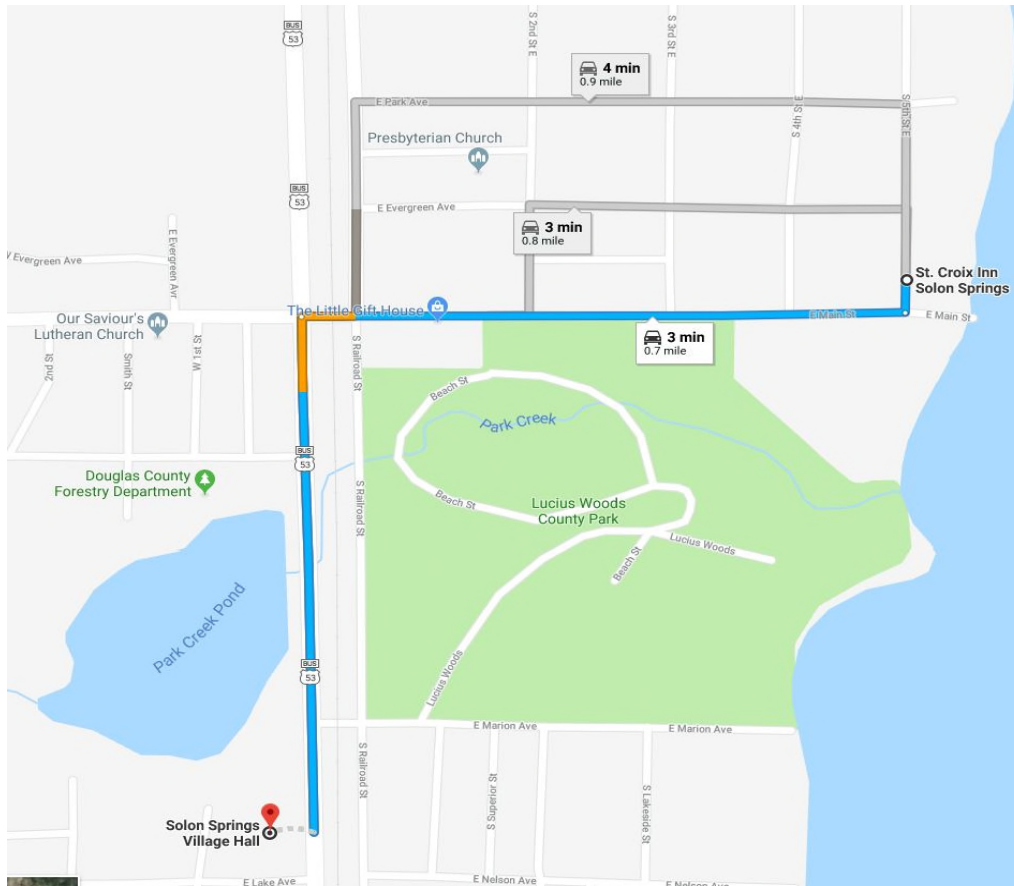 BUS
53
S 2nd St E
S 3rd St E
4 min
0.9 mile
E Park Ave
S 4th St E
S 5th St E
Presbyterian Church
BUS
53
E Evergreen Ave
3 min
0.8 mile
E Evergreen Avr
Evergreen Ave
St. Croix Inn
Solon Springs
The Little Gift House
E Main St
E Main St
Our Saviour's
Lutheran Church
3 min
0.7 mile
2nd St
Smith St
W 1st St
S Railroad St
Beach St
Park Creek
BUS
53
Douglas County
Forestry Department
S Railroad St
Beach St
Lucius Woods
County Park
Lucius Woods
Beach St
Park Creek Pond
BUS
53
Lucius Woods
E Marion Ave
E Marion Ave
S Railroad St
S Superior St
S Lakeside St
Solon Springs
Village Hall
E Lake Ave
E Nelson Ave
E Nelson Ave